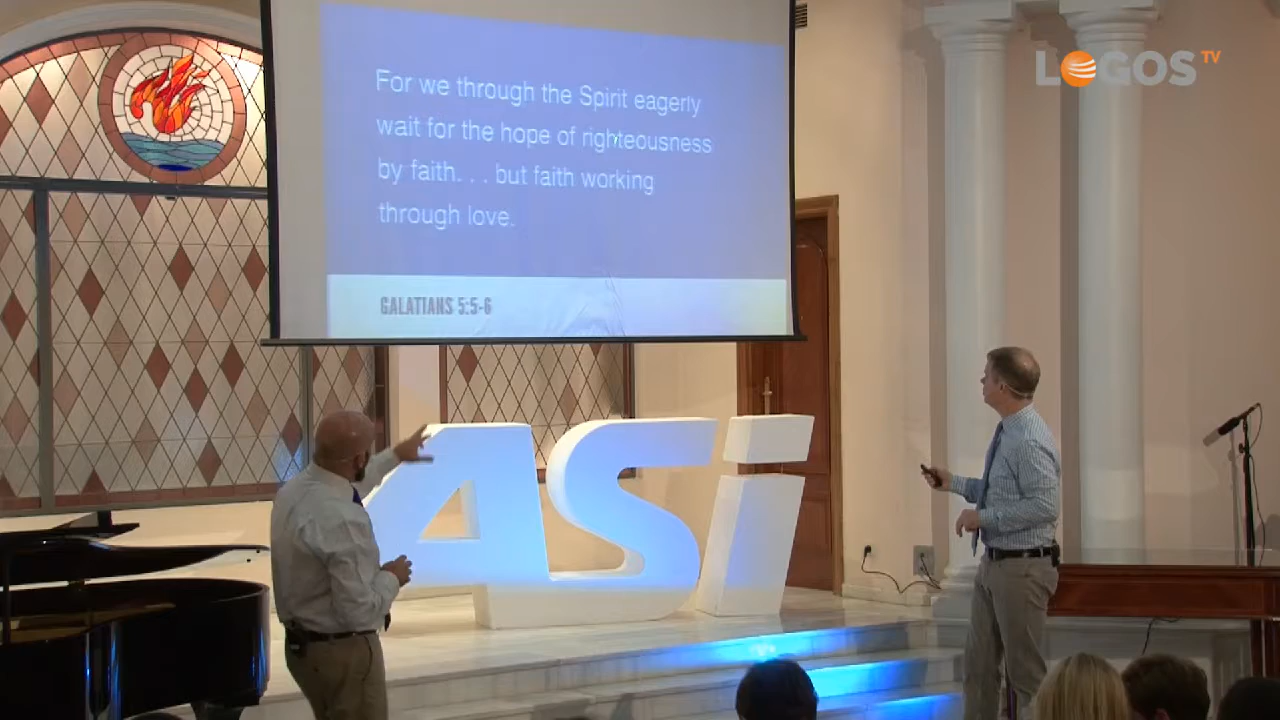 LOGOS TV
For we through the Spirit eagerly
wait for the hope of righteousness
by faith. . . but faith working
through love.
GALATIANS 5:5-6
ASi